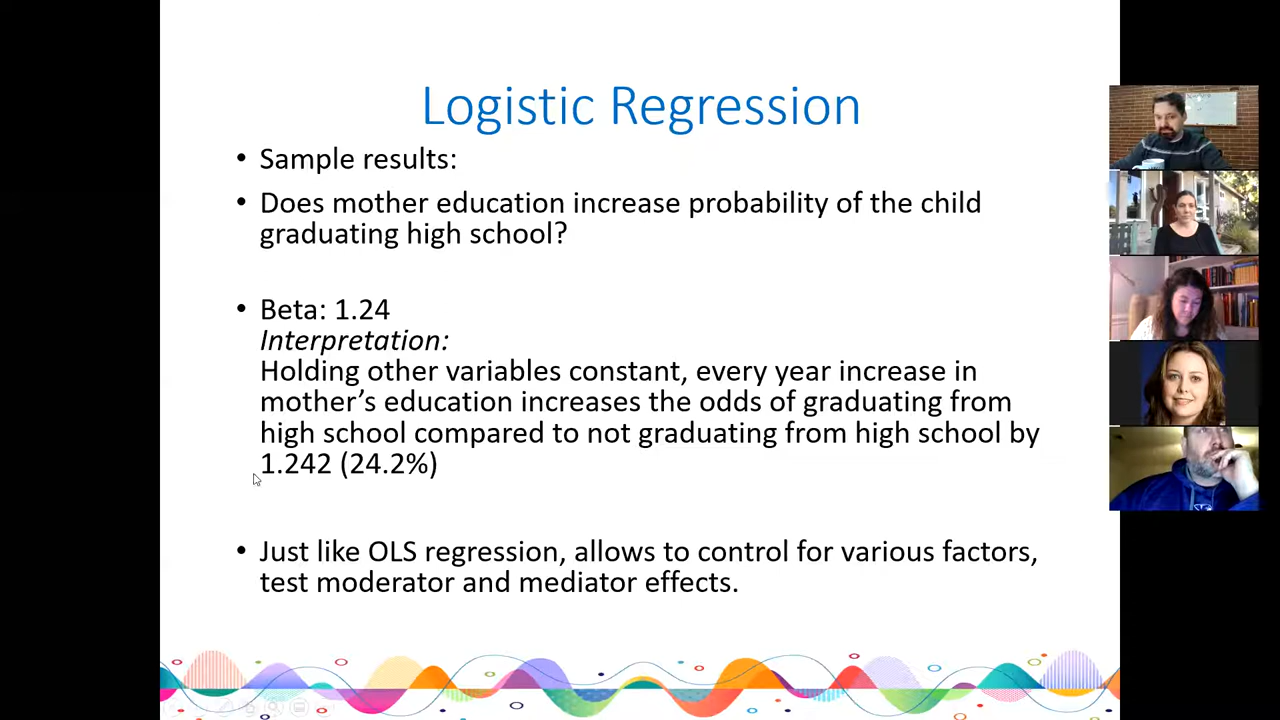 Logistic Regression
• Sample results:
• Does mother education increase probability of the child
graduating high school?
• Beta: 1.24
Interpretation:
Holding other variables constant, every year increase in
mother’s education increases the odds of graduating from
high school compared to not graduating from high school by
1.242 (24.2%)
• Just like OLS regression, allows to control for various factors,
test moderator and mediator effects.